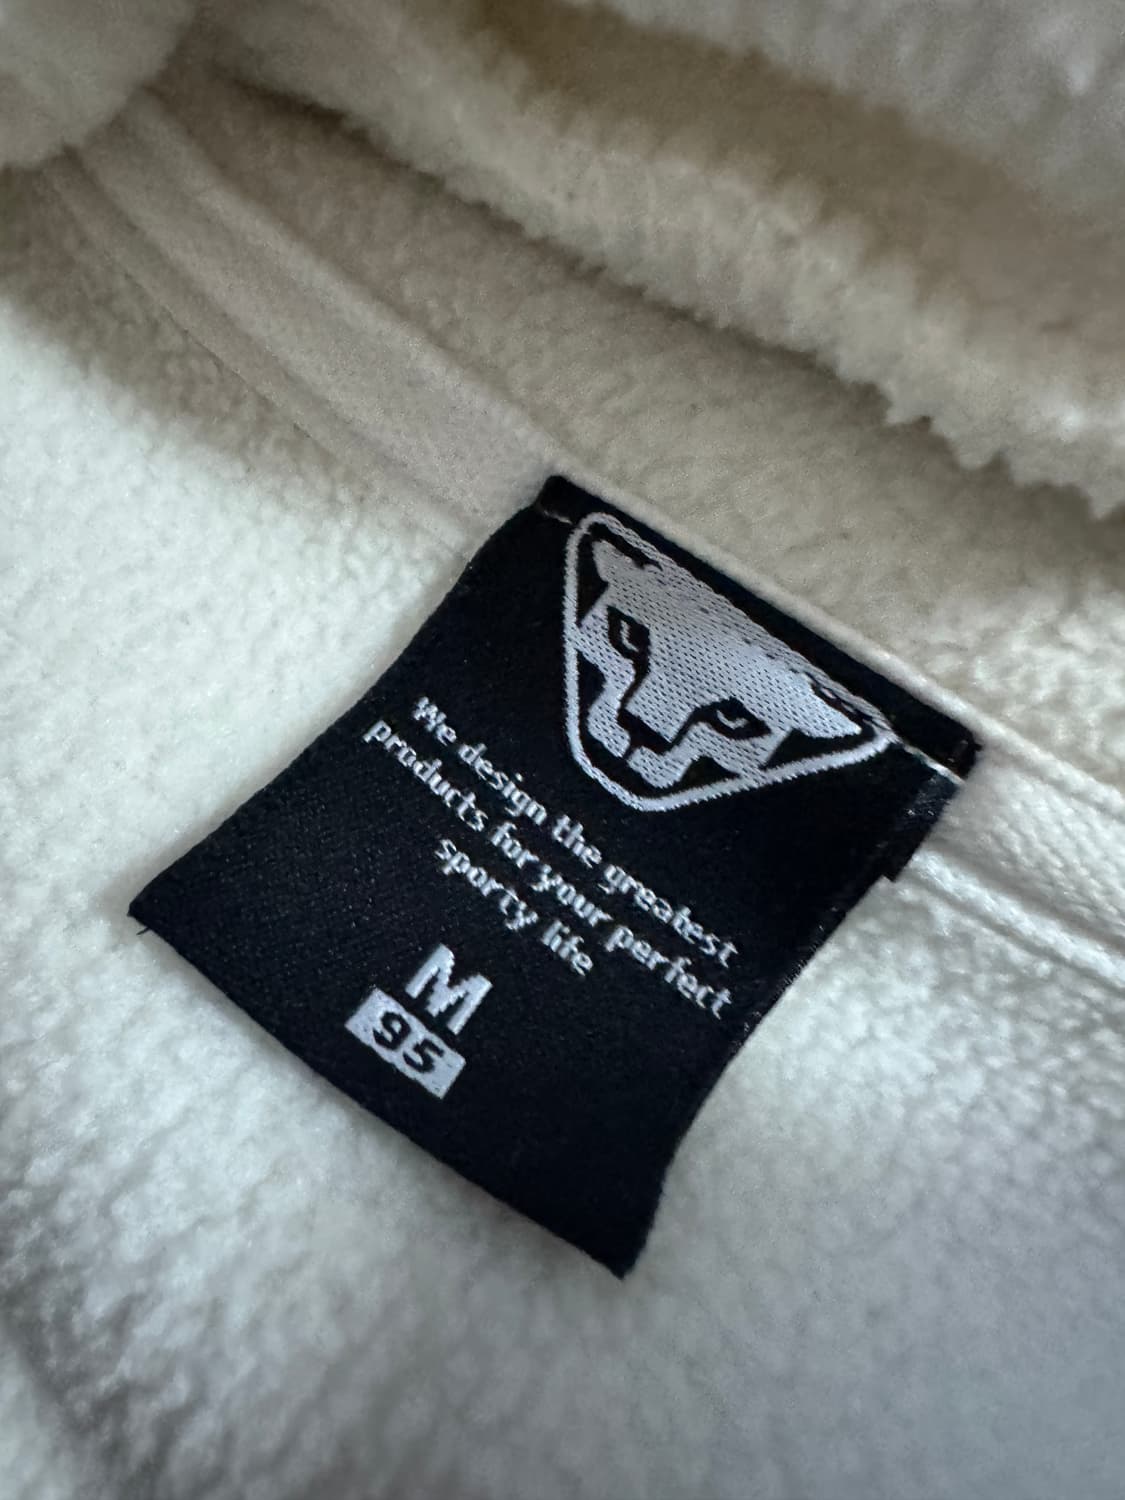 We design the greatest
products for your perfect
sporty life
M
95